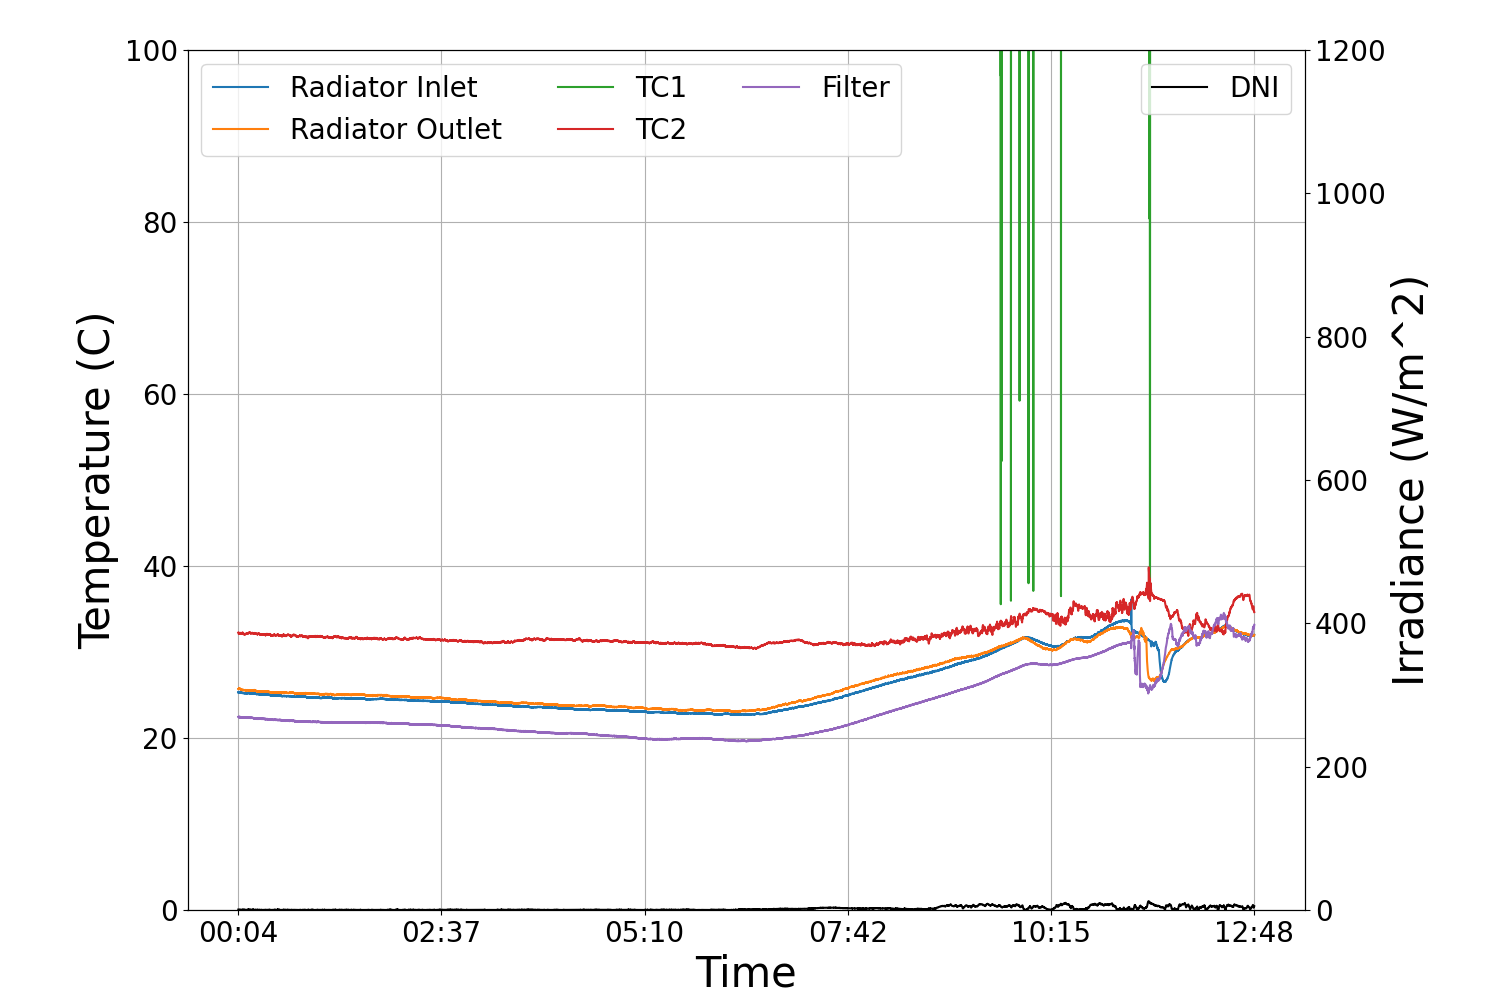 Radiator Inlet
Radiator Outlet
TC1
TC2
Filter
DNI
Temperature (C)
100
80
60
40
20
0
1200
1000
800
600
400
200
0
Irradiance (W/m^2)
00:04 02:37 05:10 07:42 10:15 12:48
Time